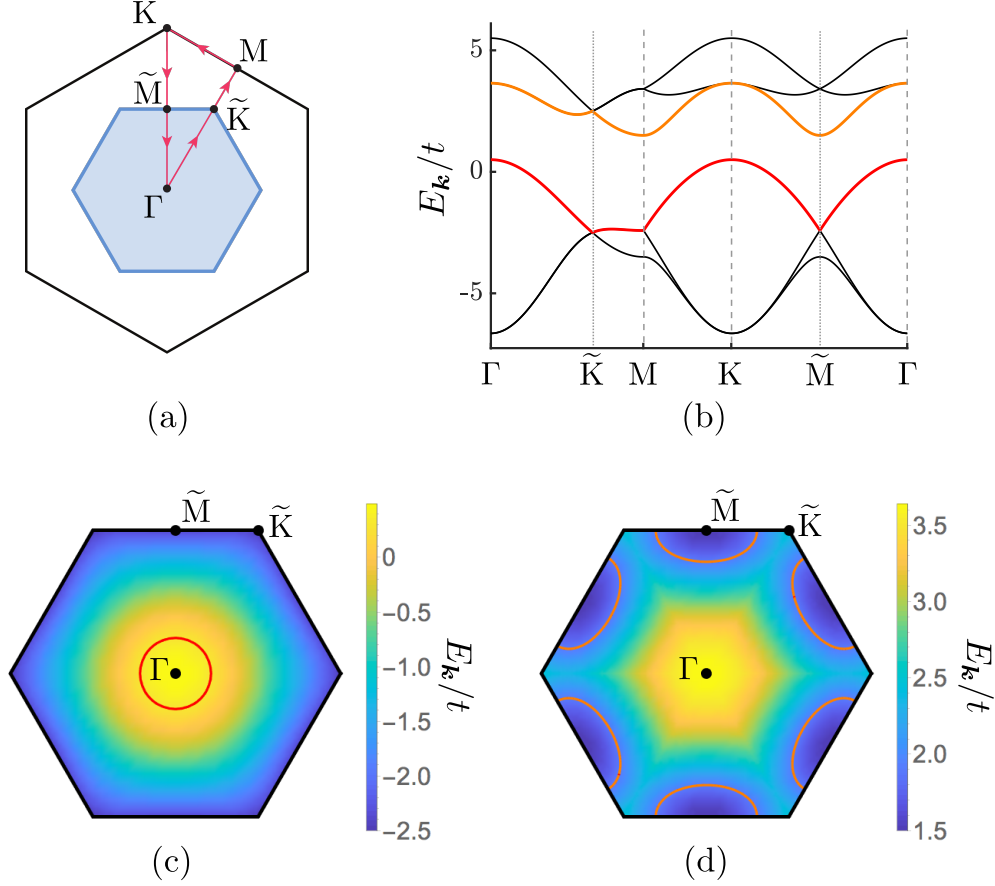 K
M
M̃
K̃
Γ
(a)
E_k/t
5
0
-5
Γ K̃ M K M̃ Γ
(b)
M̃
K̃
Γ
0
−0.5
−1.0
−1.5
−2.0
−2.5
E_k/t
(c)
M̃
K̃
Γ
3.5
3.0
2.5
2.0
1.5
E_k/t
(d)